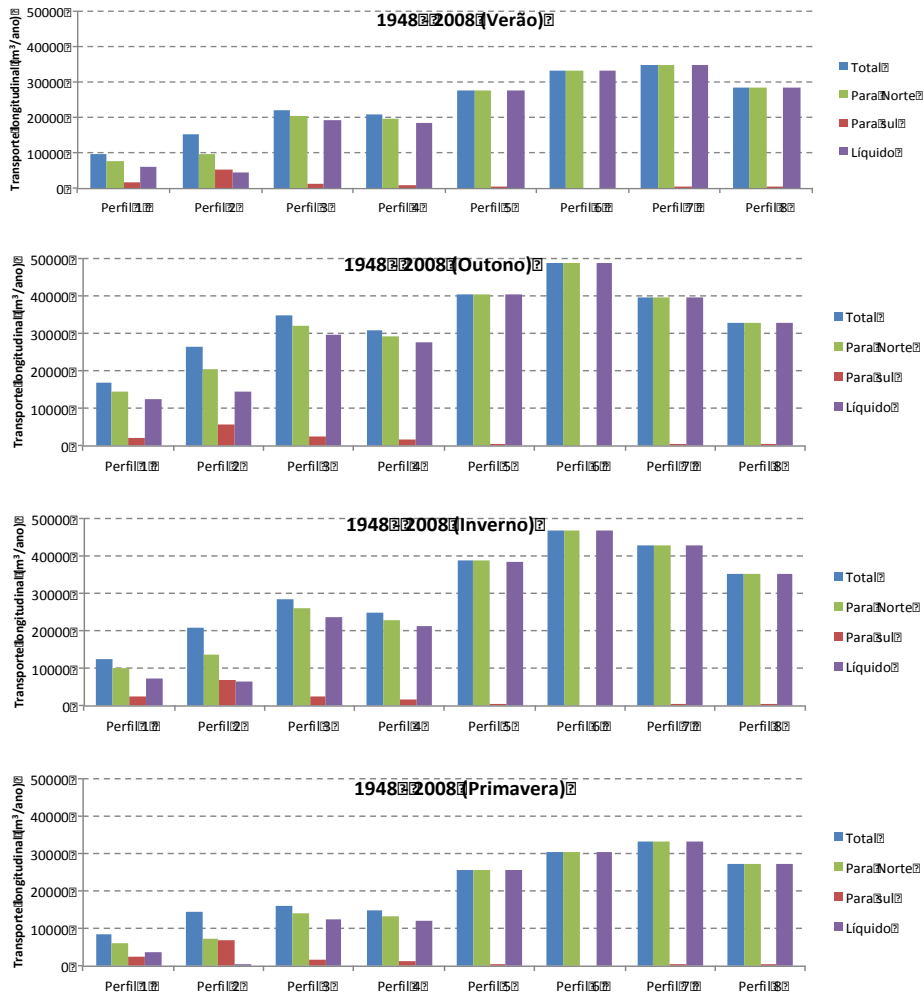 1948 - 2008 (Verão)
Transporte longitudinal (m³/ano)
50000
40000
30000
20000
10000
0
Perfil 1
Perfil 2
Perfil 3
Perfil 4
Perfil 5
Perfil 6
Perfil 7
Perfil 8
Total
Para Norte
Para sul
Líquido
1948 - 2008 (Outono)
Transporte longitudinal (m³/ano)
50000
40000
30000
20000
10000
0
Perfil 1
Perfil 2
Perfil 3
Perfil 4
Perfil 5
Perfil 6
Perfil 7
Perfil 8
Total
Para Norte
Para sul
Líquido
1948 - 2008 (Inverno)
Transporte longitudinal (m³/ano)
50000
40000
30000
20000
10000
0
Perfil 1
Perfil 2
Perfil 3
Perfil 4
Perfil 5
Perfil 6
Perfil 7
Perfil 8
Total
Para Norte
Para sul
Líquido
1948 - 2008 (Primavera)
Transporte longitudinal (m³/ano)
50000
40000
30000
20000
10000
0
Perfil 1
Perfil 2
Perfil 3
Perfil 4
Perfil 5
Perfil 6
Perfil 7
Perfil 8
Total
Para Norte
Para sul
Líquido